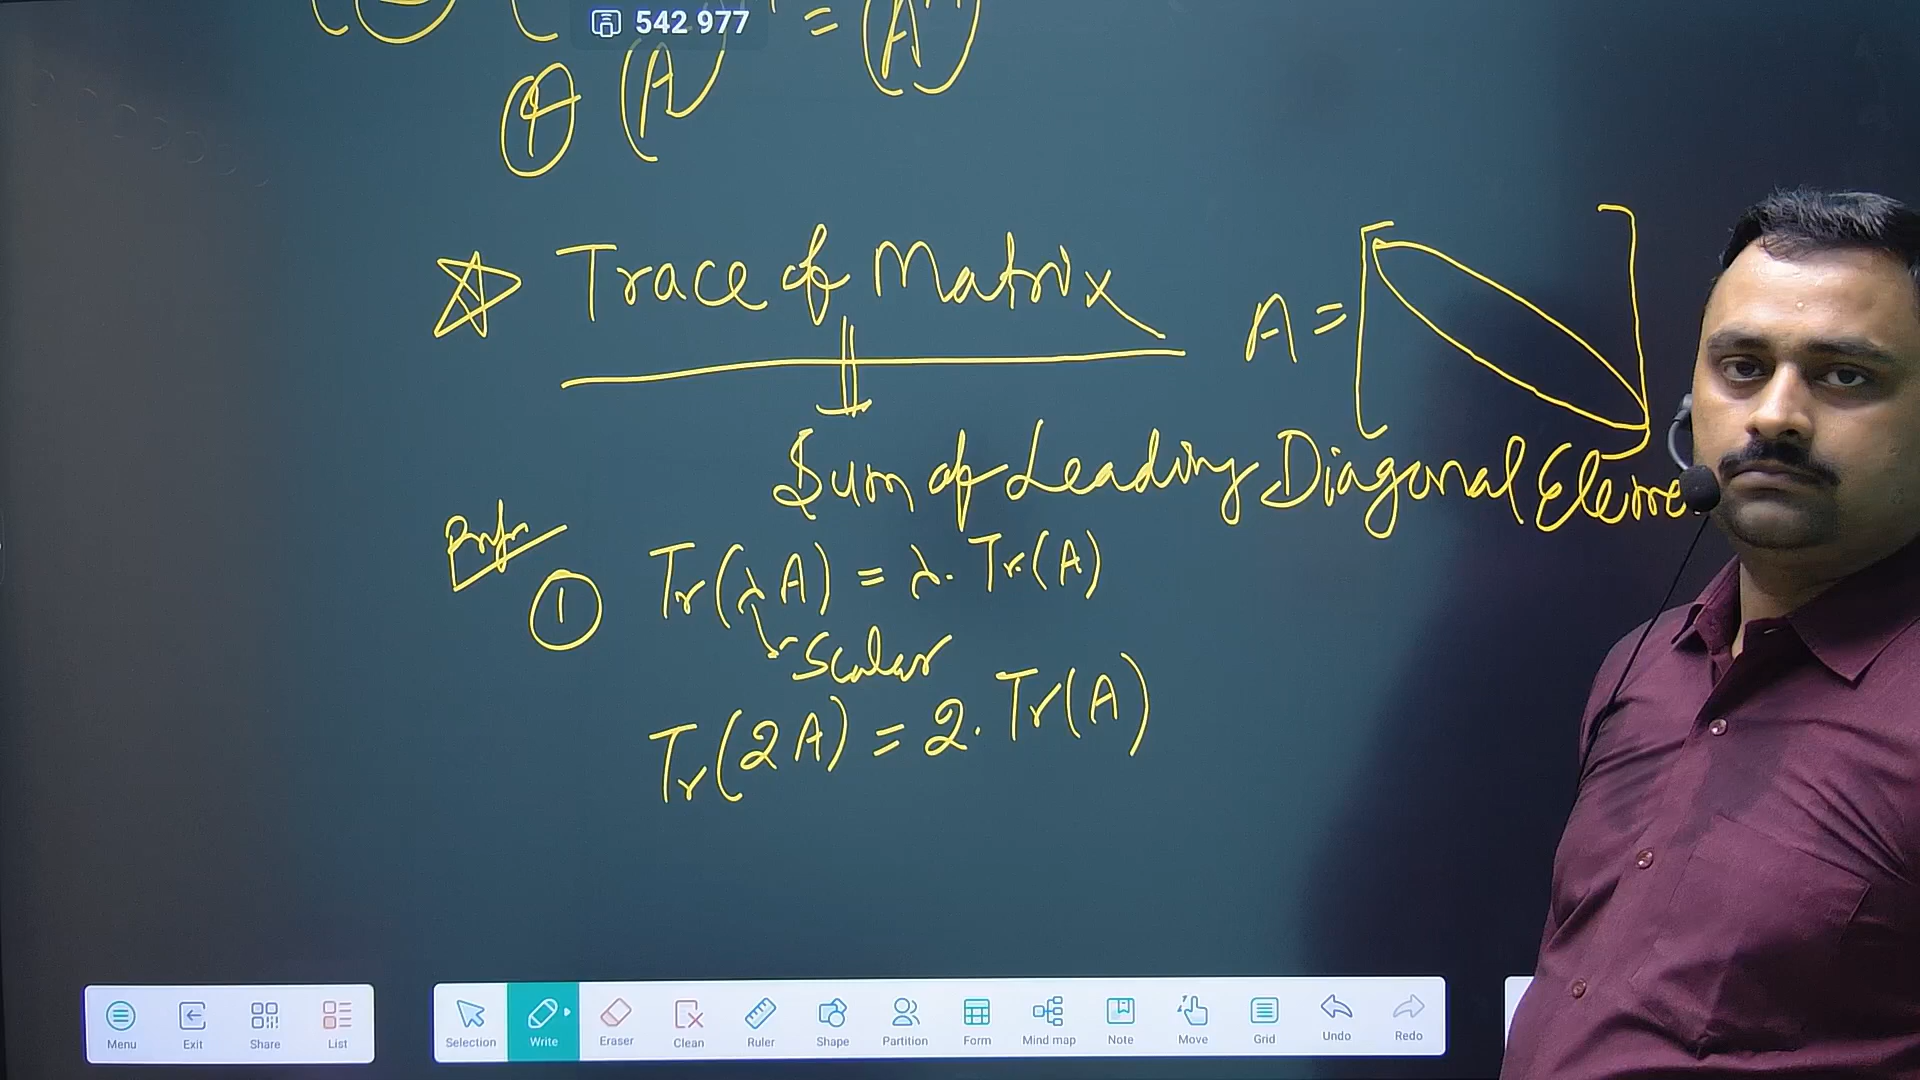 542 977
= (A
④ (A)
☆ Trace of Matrix
A = [ ]
Sum of Leading Diagonal Eleme
① Tr(λA) = λ. Tr(A)
Scalar
Tr(2A) = 2. Tr(A)
Menu Exit Share List Selection Write Eraser Clean Ruler Shape Partition Form Mind map Note Move Grid Undo Redo